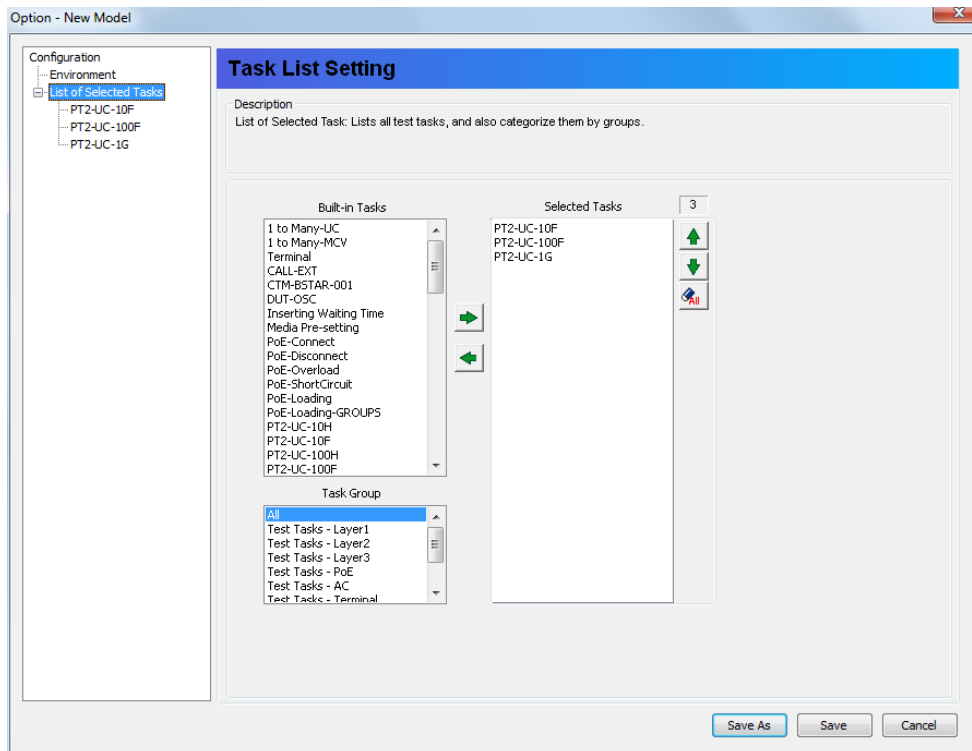 Option - New Model
Configuration
Environment
List of Selected Tasks
PT2-UC-10F
PT2-UC-100F
PT2-UC-1G
Task List Setting
Description
List of Selected Task: Lists all test tasks, and also categorize them by groups.
Built-in Tasks
1 to Many-UC
1 to Many-MCV
Terminal
CALL-EXT
CTM-BSTAR-001
DUT-OSC
Inserting Waiting Time
Media Pre-setting
PoE-Connect
PoE-Disconnect
PoE-Overload
PoE-ShortCircuit
PoE-Loading
PoE-Loading-GROUPS
PT2-UC-10H
PT2-UC-10F
PT2-UC-100H
PT2-UC-100F
Task Group
All
Test Tasks - Layer1
Test Tasks - Layer2
Test Tasks - Layer3
Test Tasks - PoE
Test Tasks - AC
Test Tasks - Terminal
Selected Tasks
3
PT2-UC-10F
PT2-UC-100F
PT2-UC-1G
All
Save As
Save
Cancel